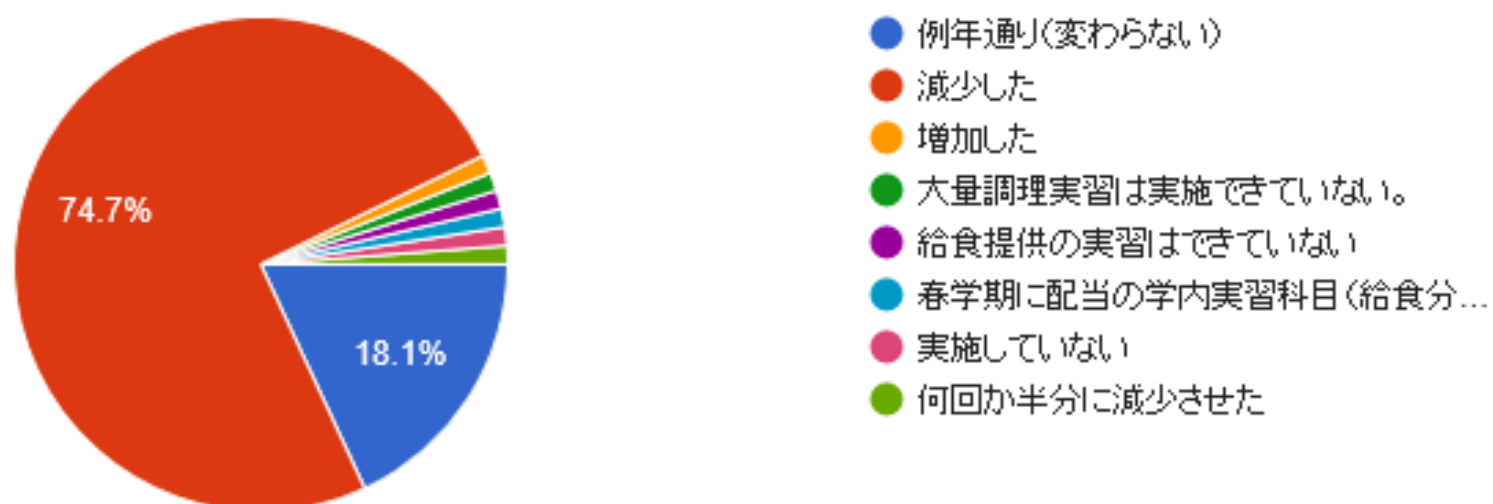 74.7%
18.1%
例年通り(変わらない)
減少した
増加した
大量調理実習は実施できていない。
給食提供の実習はできていない
春学期に配当の学内実習科目(給食分...
実施していない
何回か半分に減少させた